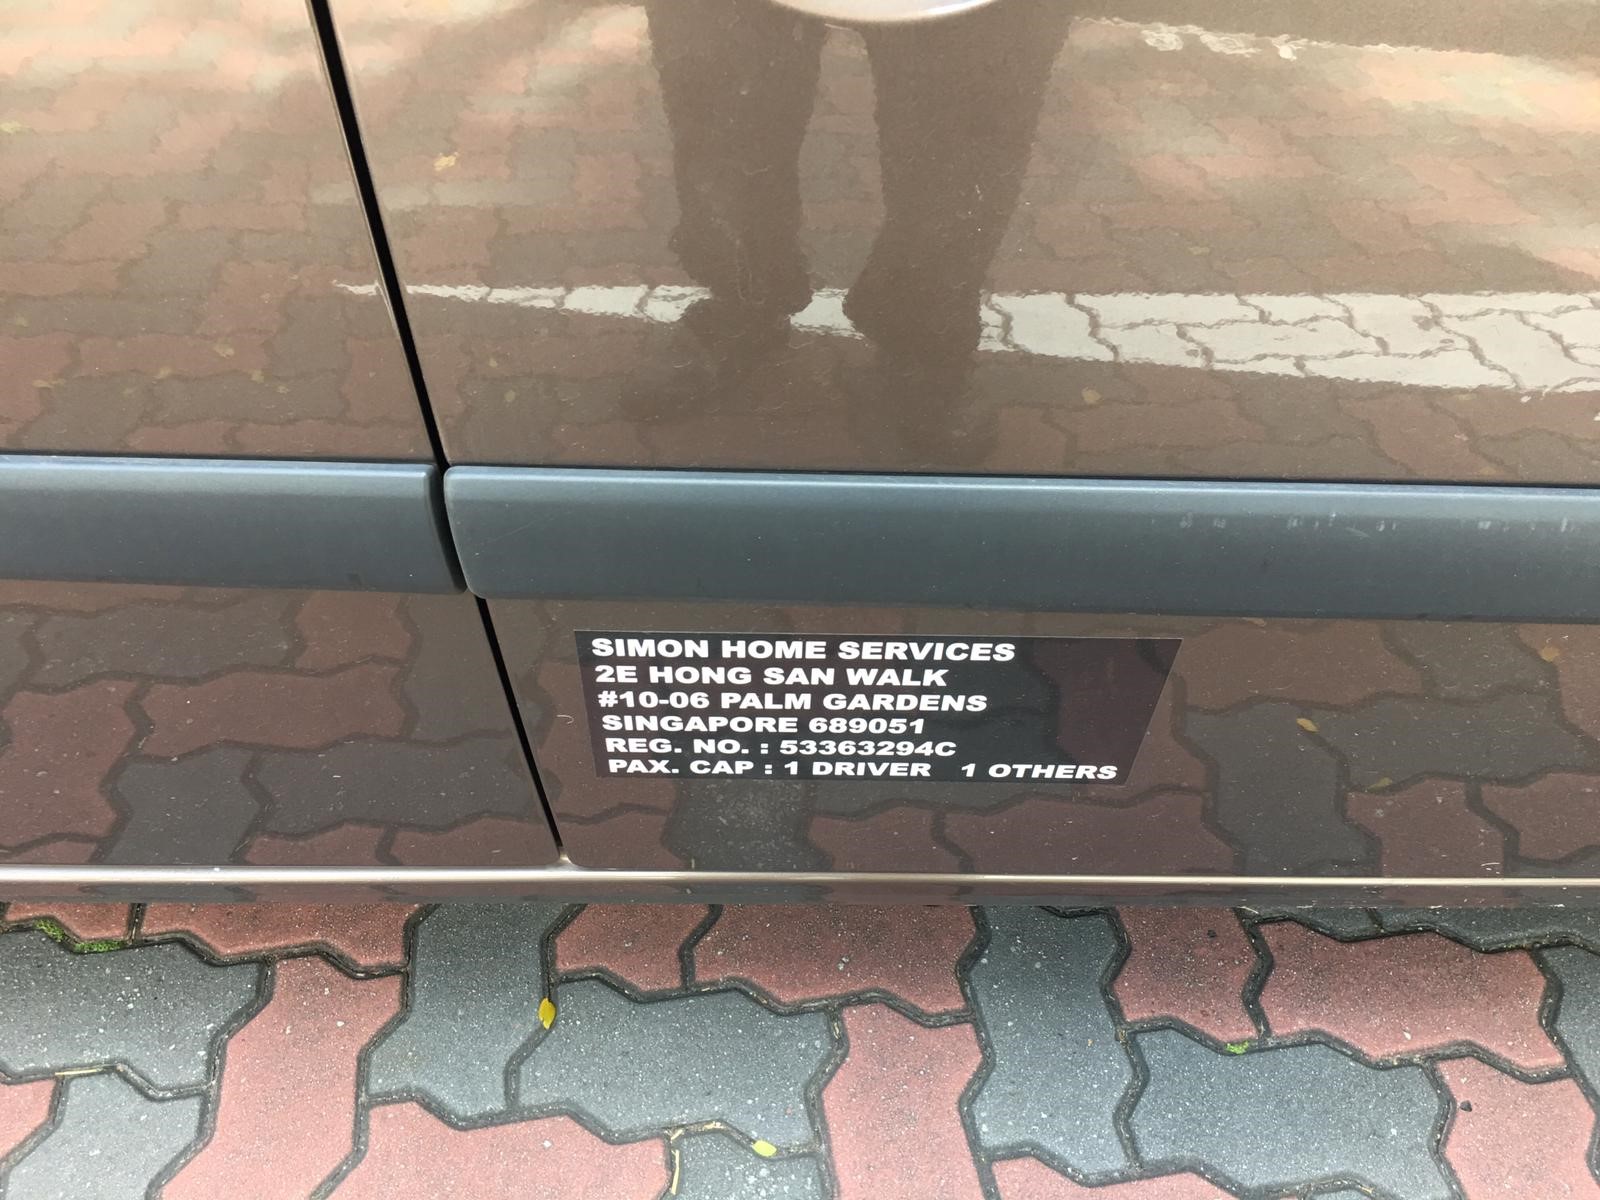 SIMON HOME SERVICES
2E HONG SAN WALK
#10-06 PALM GARDENS
SINGAPORE 689051
REG. NO. : 53363294C
PAX. CAP : 1 DRIVER 1 OTHERS